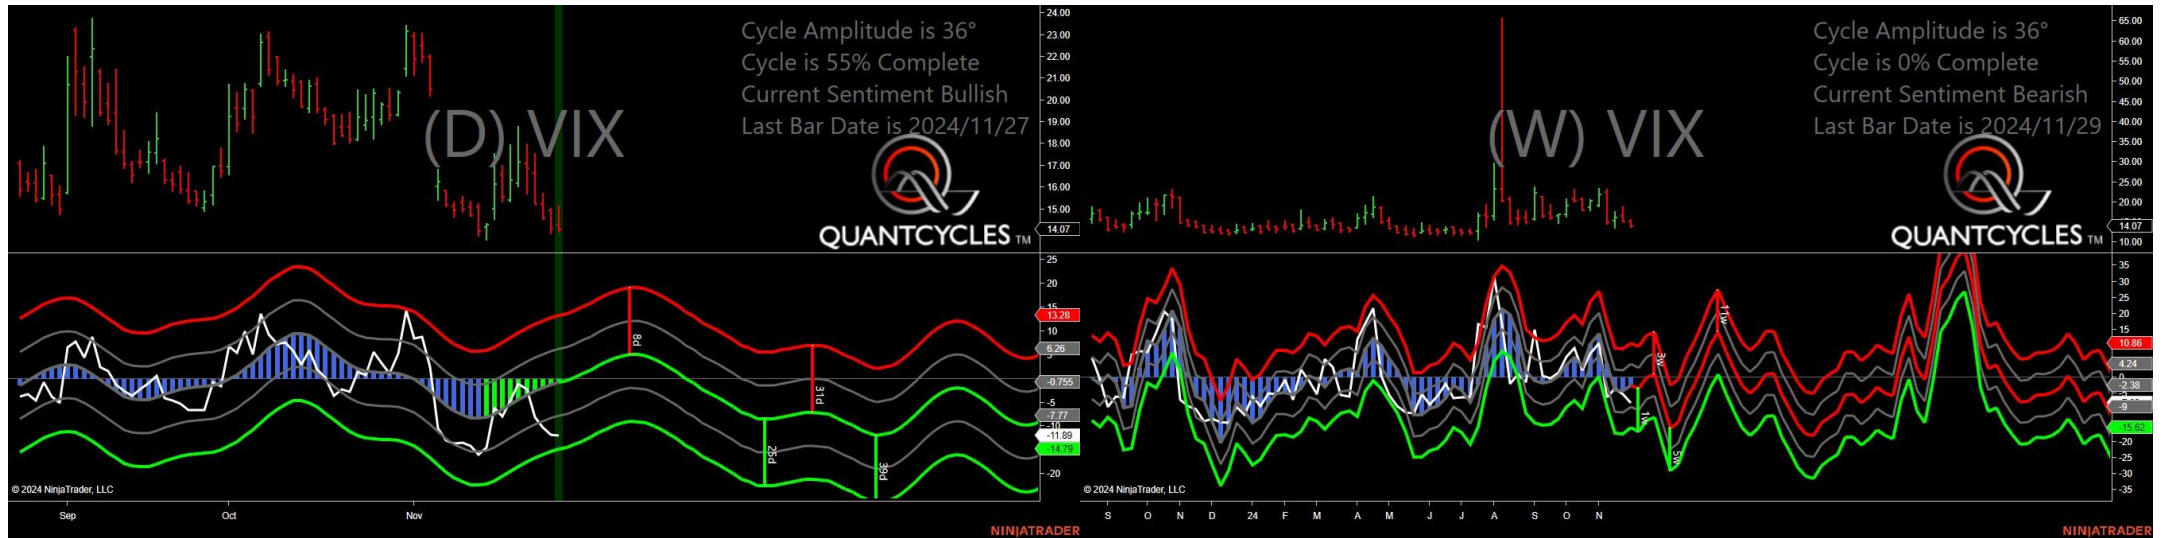 Cycle Amplitude is 36°
Cycle is 55% Complete
Current Sentiment Bullish
Last Bar Date is 2024/11/27
(D) VIX
QUANTCYCLES TM
24.00
23.00
22.00
21.00
20.00
19.00
18.00
17.00
16.00
15.00
14.07
25
20
15
13.28
10
6.26
-0.755
-5
-7.77
-10
-11.89
-14.79
-20
8d
25d
31d
39d
© 2024 NinjaTrader, LLC
Sep Oct Nov
NINJATRADER
Cycle Amplitude is 36°
Cycle is 0% Complete
Current Sentiment Bearish
Last Bar Date is 2024/11/29
(W) VIX
QUANTCYCLES TM
65.00
60.00
55.00
50.00
45.00
40.00
35.00
30.00
25.00
20.00
14.07
10.00
35
30
25
20
15
10.86
4.24
-2.38
-9
-15.62
-20
-25
-30
-35
3w
1w
5w
11w
© 2024 NinjaTrader, LLC
S O N D 24 F M A M J J A S O N
NINJATRADER